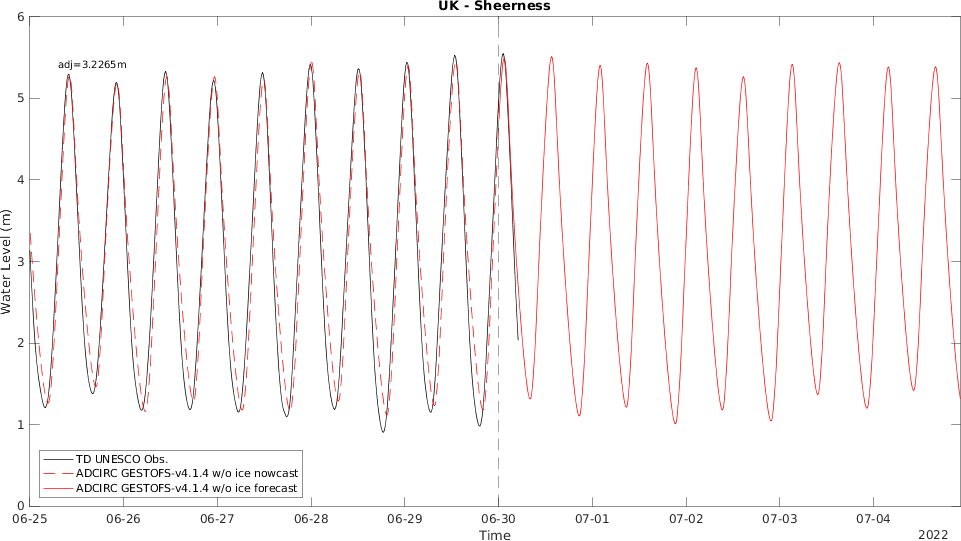 UK - Sheerness
6
adj=3.2265m
5
4
3
2
1
0
Water Level (m)
TD UNESCO Obs.
ADCIRC GESTOFS-v4.1.4 w/o ice nowcast
ADCIRC GESTOFS-v4.1.4 w/o ice forecast
06-25 06-26 06-27 06-28 06-29 06-30 07-01 07-02 07-03 07-04
Time
2022